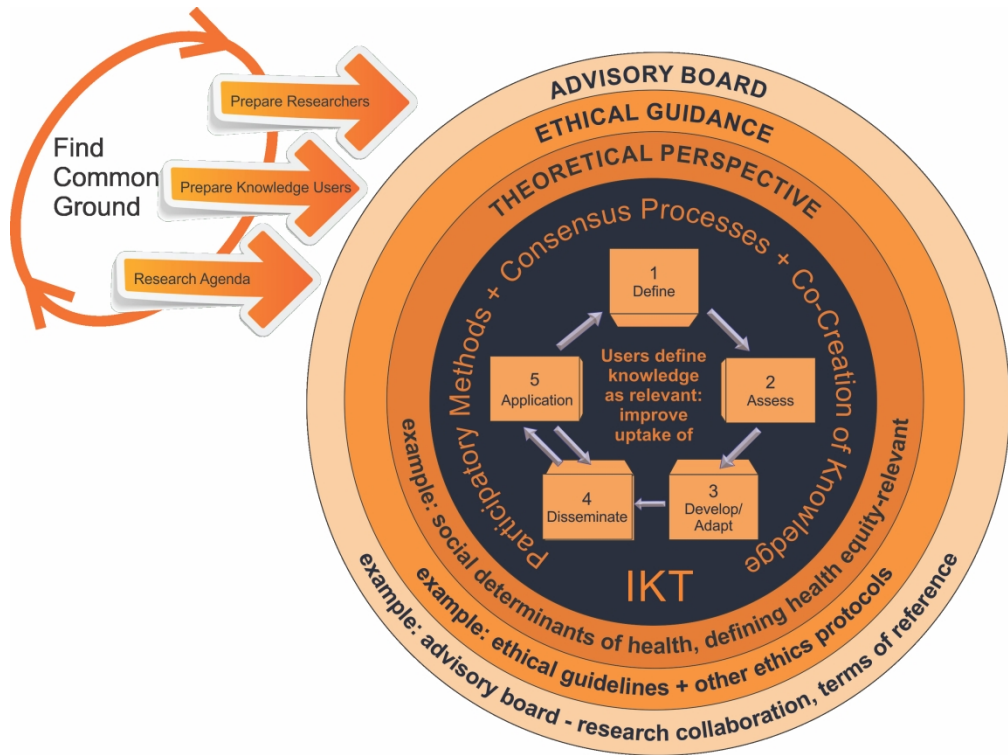 Find
Common
Ground
Prepare Researchers
Prepare Knowledge Users
Research Agenda
ADVISORY BOARD
ETHICAL GUIDANCE
THEORETICAL PERSPECTIVE
Participatory Methods + Consensus Processes + Co-Creation of Knowledge
1
Define
2
Assess
3
Develop/
Adapt
4
Disseminate
5
Application
Users define
knowledge
as relevant:
improve
uptake of
IKT
example: social determinants of health, defining health equity-relevant
example: ethical guidelines + other ethics protocols
example: advisory board - research collaboration, terms of reference